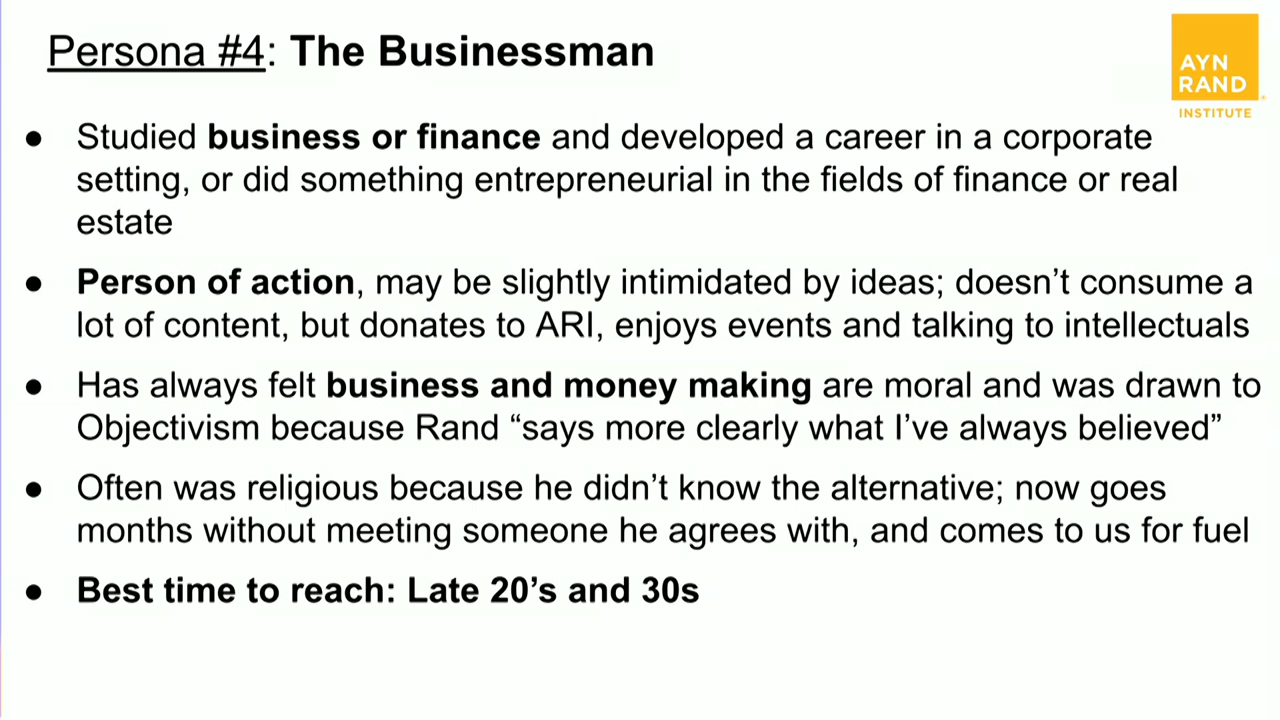 Persona #4: The Businessman
AYN
RAND
INSTITUTE
● Studied business or finance and developed a career in a corporate
setting, or did something entrepreneurial in the fields of finance or real
estate
● Person of action, may be slightly intimidated by ideas; doesn’t consume a
lot of content, but donates to ARI, enjoys events and talking to intellectuals
● Has always felt business and money making are moral and was drawn to
Objectivism because Rand “says more clearly what I’ve always believed”
● Often was religious because he didn’t know the alternative; now goes
months without meeting someone he agrees with, and comes to us for fuel
● Best time to reach: Late 20’s and 30s